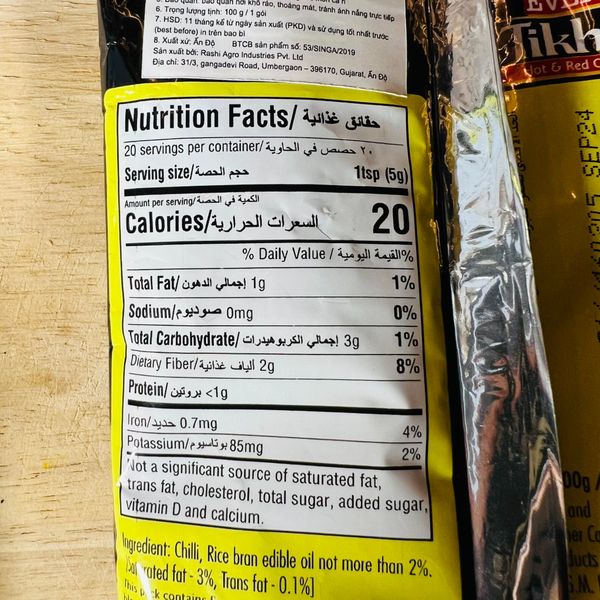 6. Trọng lượng tịnh: 100 g / 1 gói
7. HSD: 11 tháng kể từ ngày sản xuất (PKD) và sử dụng tốt nhất trước
(best before) in trên bao bì
8. Xuất xứ: Ấn Độ BTCB sản phẩm số: 53/SINGA/2019
Sản xuất bởi: Rashi Agro Industries Pvt. Ltd
Địa chỉ: 31/3, gangadevi Road, Umbergaon – 396170, Gujarat, Ấn Độ
Nutrition Facts/ حقائق غذائية
20 servings per container/ ٢٠ حصص في الحاوية
Serving size/ حجم الحصة 1tsp (5g)
Amount per serving/ الكمية في الحصة
Calories/ السعرات الحرارية 20
% Daily Value / القيمة اليومية%
Total Fat/ إجمالي الدهون 1g 1%
Sodium/ صوديوم 0mg 0%
Total Carbohydrate/ إجمالي الكربوهيدرات 3g 1%
Dietary Fiber/ ألياف غذائية 2g 8%
Protein/ بروتين <1g
Iron/ حديد 0.7mg 4%
Potassium/ بوتاسيوم 85mg 2%
Not a significant source of saturated fat,
trans fat, cholesterol, total sugar, added sugar,
vitamin D and calcium.
Ingredient: Chilli, Rice bran edible oil not more than 2%.
rated fat - 3%, Trans fat - 0.1%]
contains
Tikh
Hot & Red
SEP24
00g /
and
ducts
S.M.